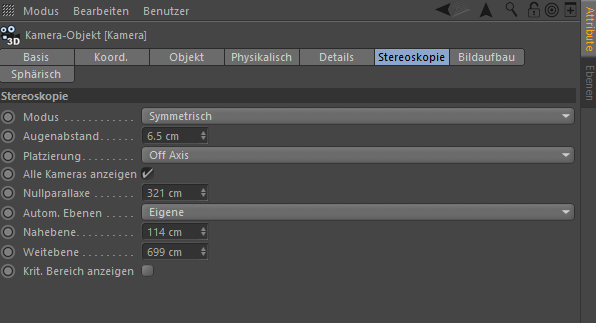 Modus Bearbeiten Benutzer
3D Kamera-Objekt [Kamera]
Basis Koord. Objekt Physikalisch Details Stereoskopie Bildaufbau
Sphärisch
Stereoskopie
Modus . . . . . . . . . . . . Symmetrisch
Augenabstand . . . . . . 6.5 cm
Platzierung . . . . . . . . . Off Axis
Alle Kameras anzeigen
Nullparallaxe . . . . . . . 321 cm
Autom. Ebenen . . . . . Eigene
Nahebene . . . . . . . . . . 114 cm
Weitebene . . . . . . . . . 699 cm
Krit. Bereich anzeigen
Attribute
Ebenen